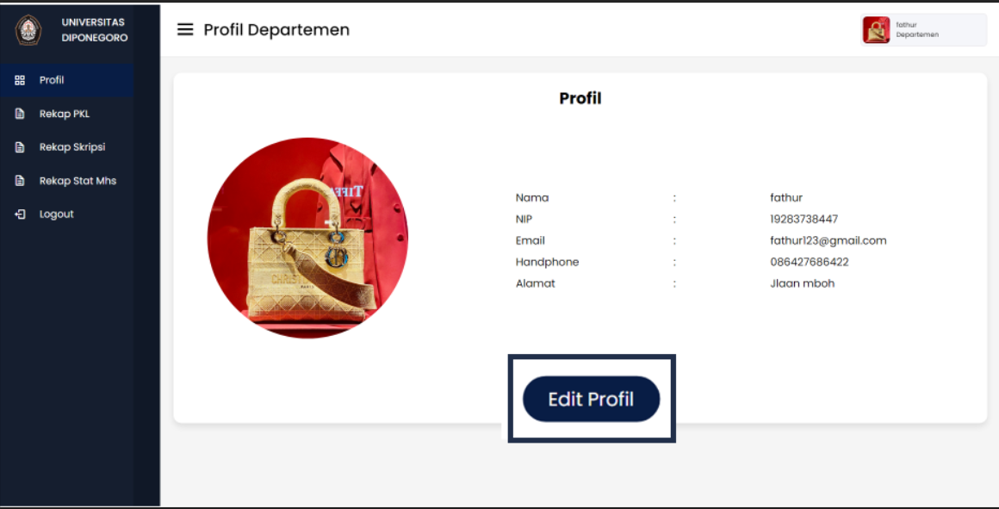 UNIVERSITAS
DIPONEGORO
Profil
Rekap PKL
Rekap Skripsi
Rekap Stat Mhs
Logout
Profil Departemen
fathur
Departemen
Profil
Nama : fathur
NIP : 19283738447
Email : fathur123@gmail.com
Handphone : 086427686422
Alamat : Jlaan mboh
Edit Profil